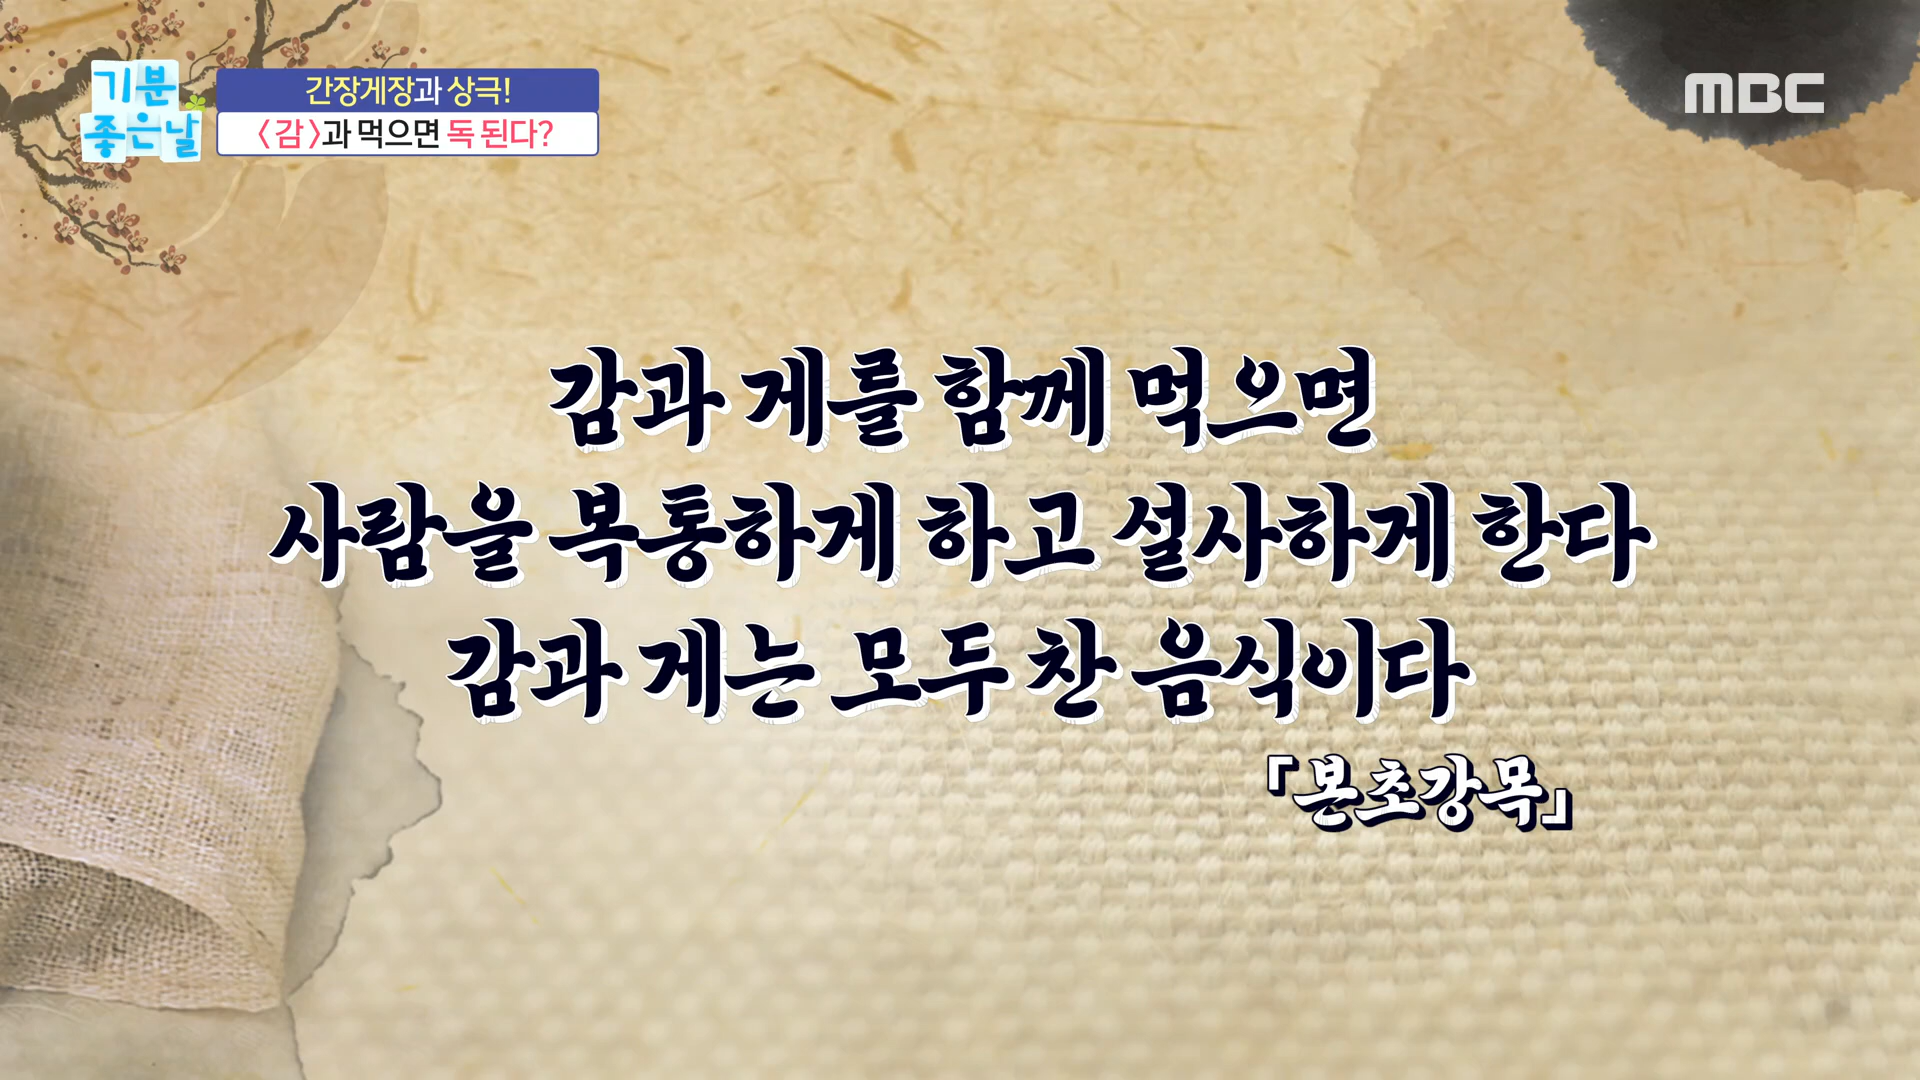 기분
좋은날
간장게장과 상극!
<감>과 먹으면 독 된다?
MBC
감과 게를 함께 먹으면
사람을 복통하게 하고 설사하게 한다
감과 게는 모두 찬 음식이다
「본초강목」